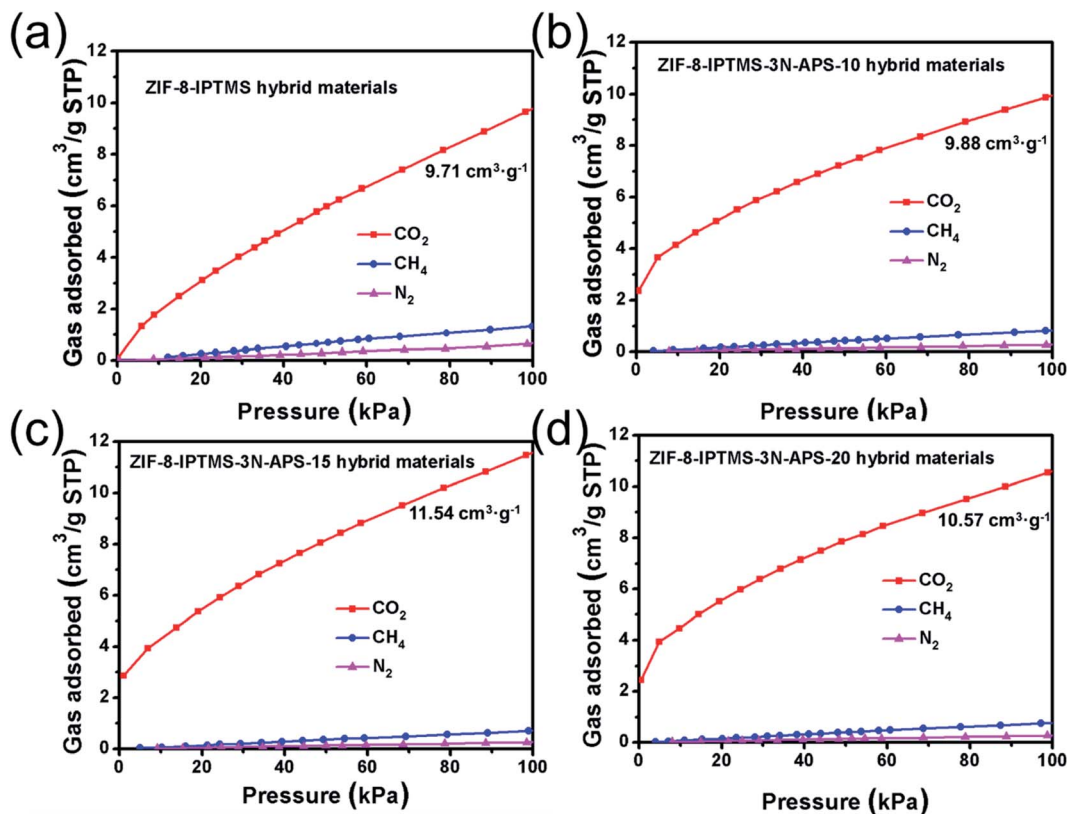 (a)
ZIF-8-IPTMS hybrid materials
Gas adsorbed (cm³/g STP)
12
10
8
6
4
2
0
9.71 cm³·g⁻¹
CO₂
CH₄
N₂
0 20 40 60 80 100
Pressure (kPa)
(b)
ZIF-8-IPTMS-3N-APS-10 hybrid materials
Gas adsorbed (cm³/g STP)
12
10
8
6
4
2
0
9.88 cm³·g⁻¹
CO₂
CH₄
N₂
0 20 40 60 80 100
Pressure (kPa)
(c)
ZIF-8-IPTMS-3N-APS-15 hybrid materials
Gas adsorbed (cm³/g STP)
12
10
8
6
4
2
0
11.54 cm³·g⁻¹
CO₂
CH₄
N₂
0 20 40 60 80 100
Pressure (kPa)
(d)
ZIF-8-IPTMS-3N-APS-20 hybrid materials
Gas adsorbed (cm³/g STP)
12
10
8
6
4
2
0
10.57 cm³·g⁻¹
CO₂
CH₄
N₂
0 20 40 60 80 100
Pressure (kPa)